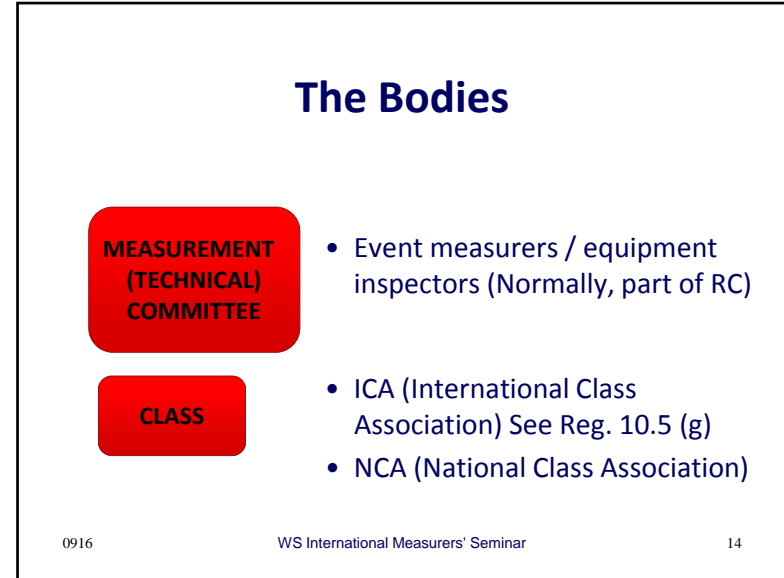 The Bodies
MEASUREMENT
(TECHNICAL)
COMMITTEE
• Event measurers / equipment
inspectors (Normally, part of RC)
CLASS
• ICA (International Class
Association) See Reg. 10.5 (g)
• NCA (National Class Association)
0916 WS International Measurers' Seminar 14